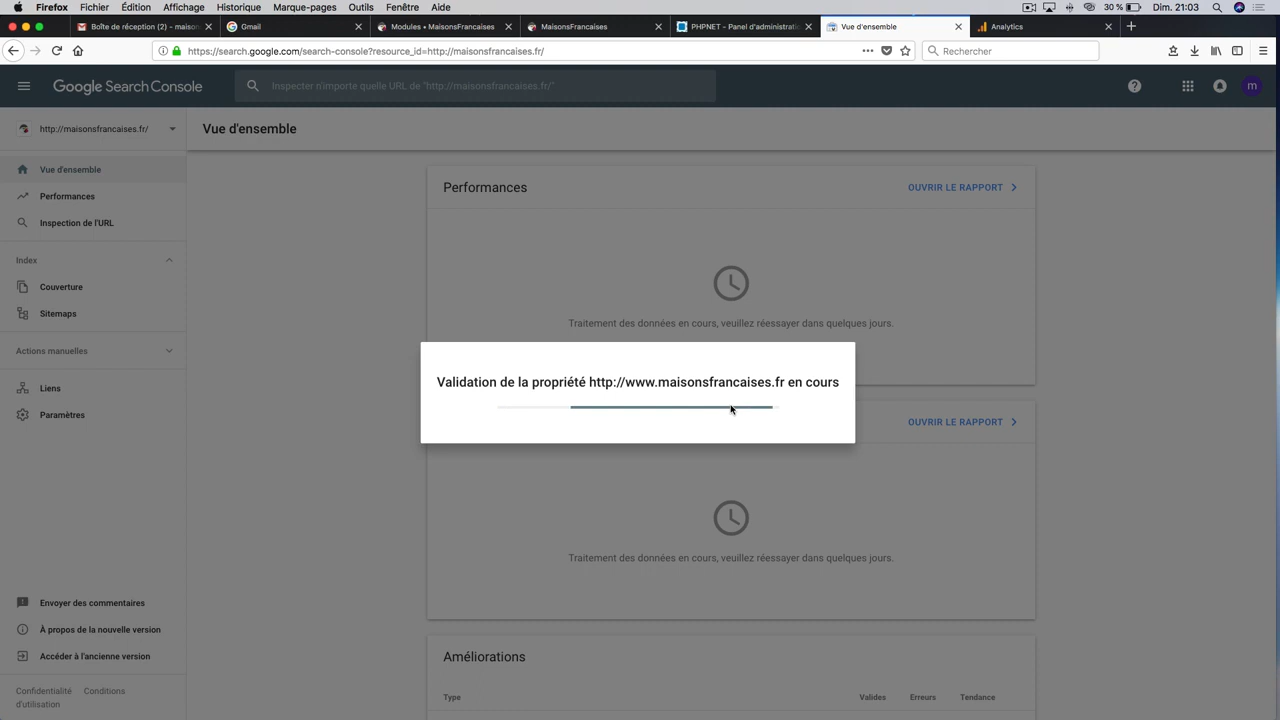 Firefox Fichier Édition Affichage Historique Marque-pages Outils Fenêtre Aide 30% Dim. 21:03
Boîte de réception (2) - maison
Gmail
Modules • MaisonsFrancaises
MaisonsFrancaises
PHPNET - Panel d'administrati
Vue d'ensemble
Analytics
https://search.google.com/search-console?resource_id=http://maisonsfrancaises.fr/
Rechercher
Google Search Console
Inspecter n'importe quelle URL de "http://maisonsfrancaises.fr/"
m
http://maisonsfrancaises.fr/
Vue d'ensemble
Vue d'ensemble
Performances
Inspection de l'URL
Index
Couverture
Sitemaps
Actions manuelles
Liens
Paramètres
Envoyer des commentaires
À propos de la nouvelle version
Accéder à l'ancienne version
Confidentialité Conditions
d'utilisation
Performances
OUVRIR LE RAPPORT
Traitement des données en cours, veuillez réessayer dans quelques jours.
Validation de la propriété http://www.maisonsfrancaises.fr en cours
OUVRIR LE RAPPORT
Traitement des données en cours, veuillez réessayer dans quelques jours.
Améliorations
Type Valides Erreurs Tendance